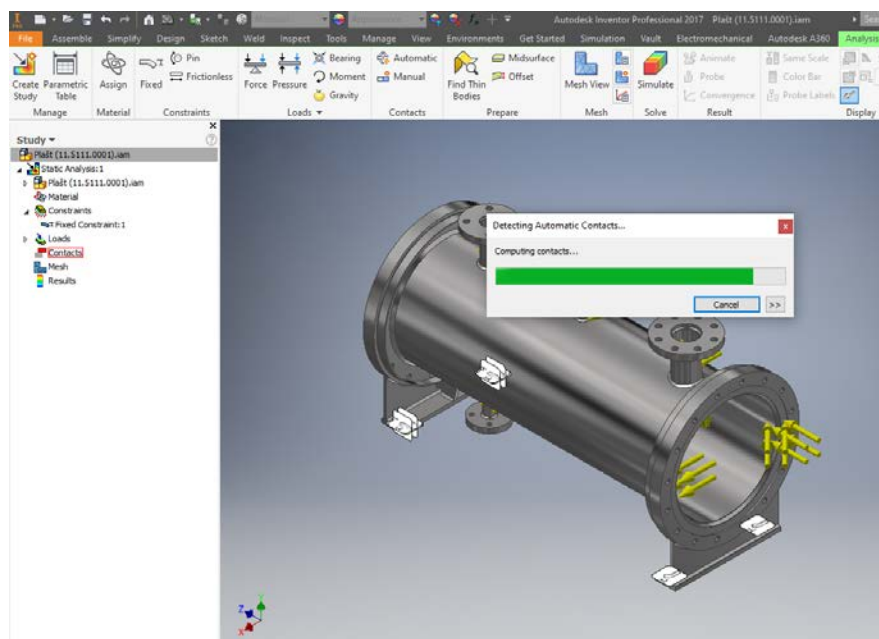 Autodesk Inventor Professional 2017 Plašt (11.5111.0001).iam
File Assemble Simplify Design Sketch Weld Inspect Tools Manage View Environments Get Started Simulation Vault Electromechanical Autodesk A360 Analysis
Create Study
Parametric Table
Assign
Fixed
Pin
Frictionless
Force
Pressure
Bearing
Moment
Gravity
Automatic
Manual
Find Thin Bodies
Midsurface
Offset
Mesh View
Simulate
Animate
Probe
Convergence
Same Scale
Color Bar
Probe Labels
Manage Material Constraints Loads Contacts Prepare Mesh Solve Result Display
Study
Plašt (11.5111.0001).iam
Static Analysis:1
Plašt (11.5111.0001).iam
Material
Constraints
Fixed Constraint:1
Loads
Contacts
Mesh
Results
Detecting Automatic Contacts...
Computing contacts...
Cancel >>
Z Y X